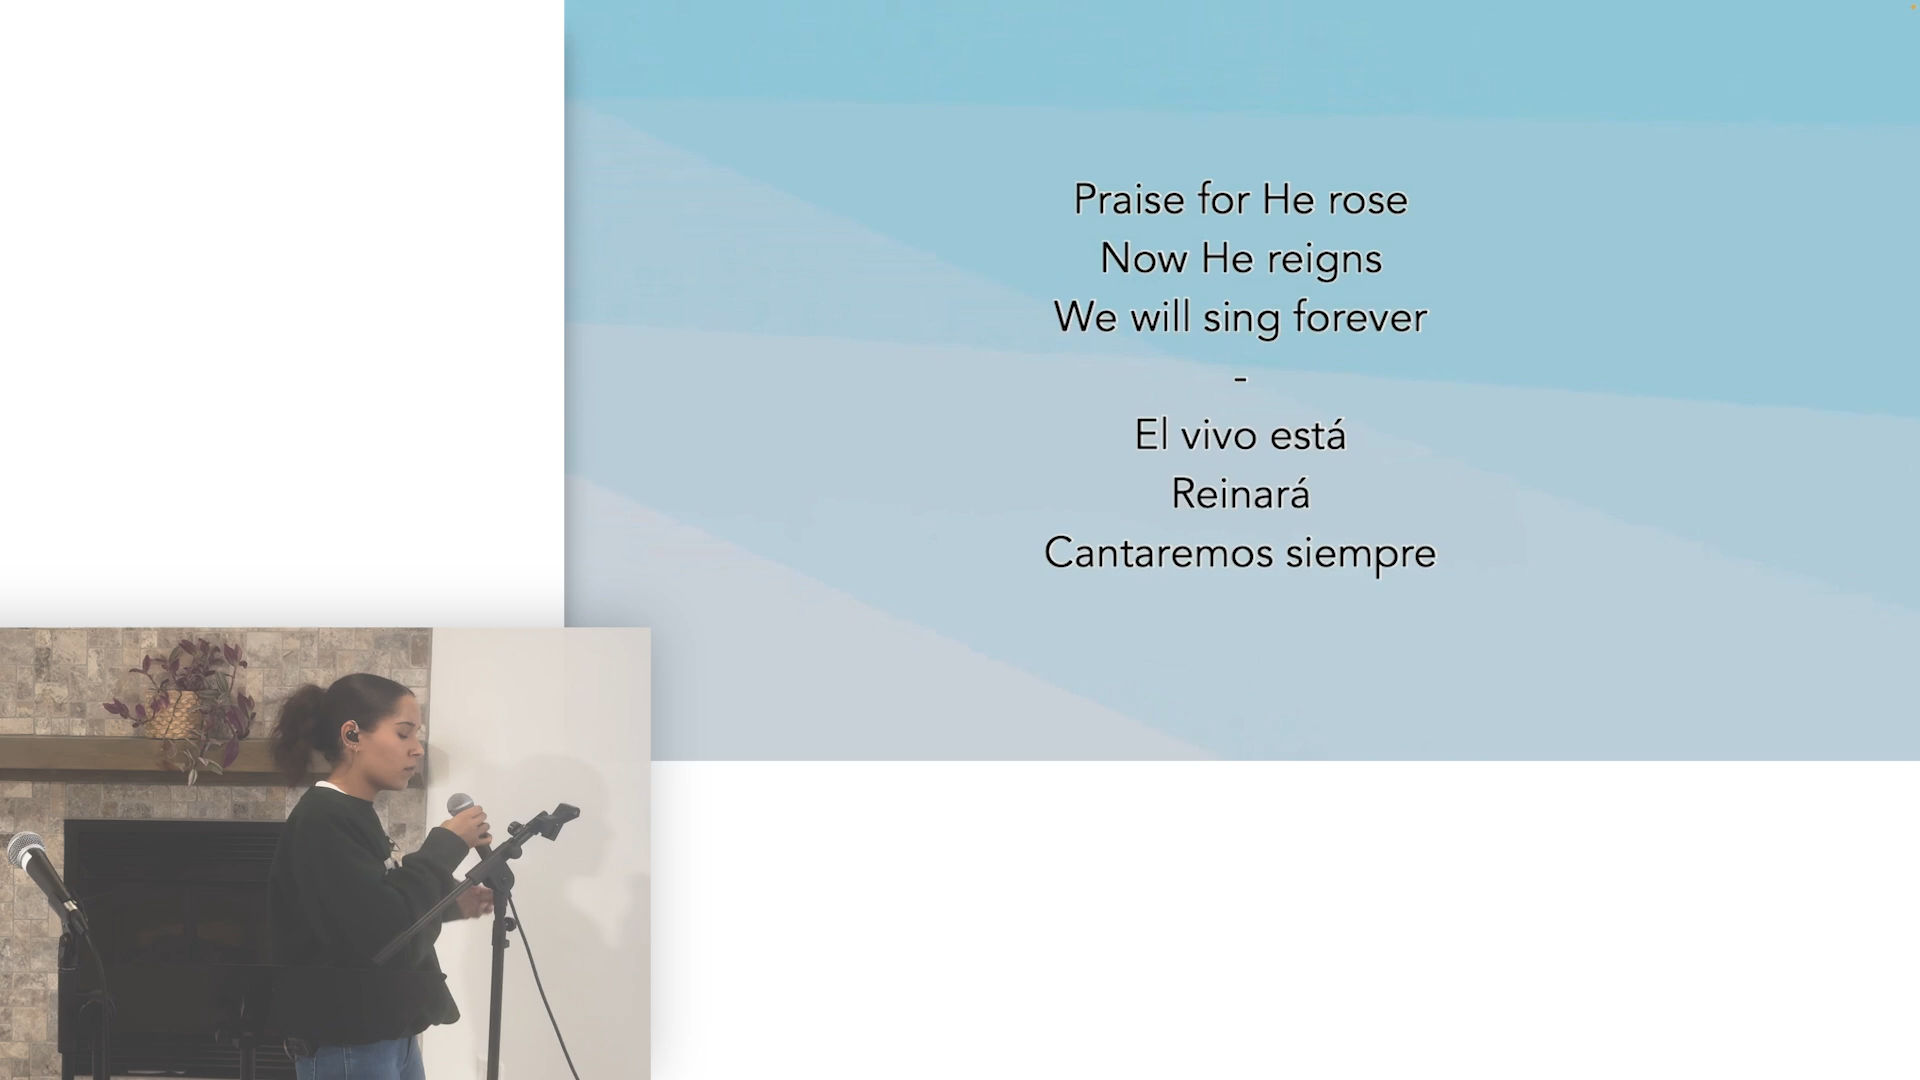 Praise for He rose
Now He reigns
We will sing forever
-
El vivo está
Reinará
Cantaremos siempre